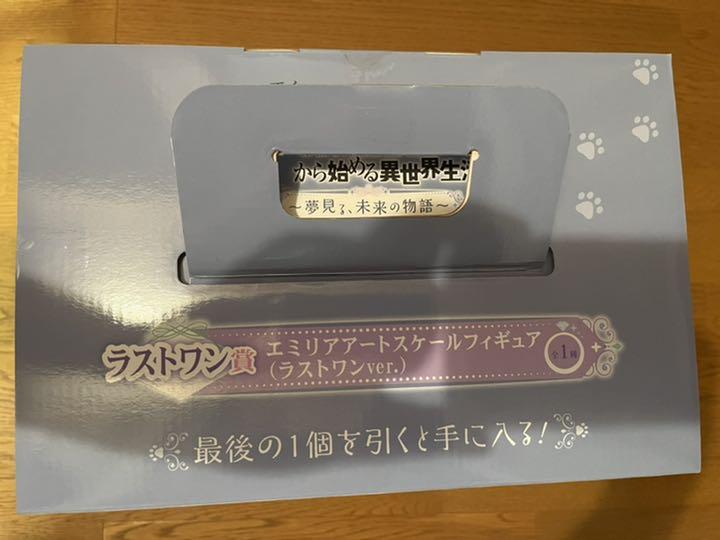 から始める異世界生活
～夢見る、未来の物語～
ラストワン賞
エミリアアートスケールフィギュア
(ラストワンver.)
全1種
最後の1個を引くと手に入る!